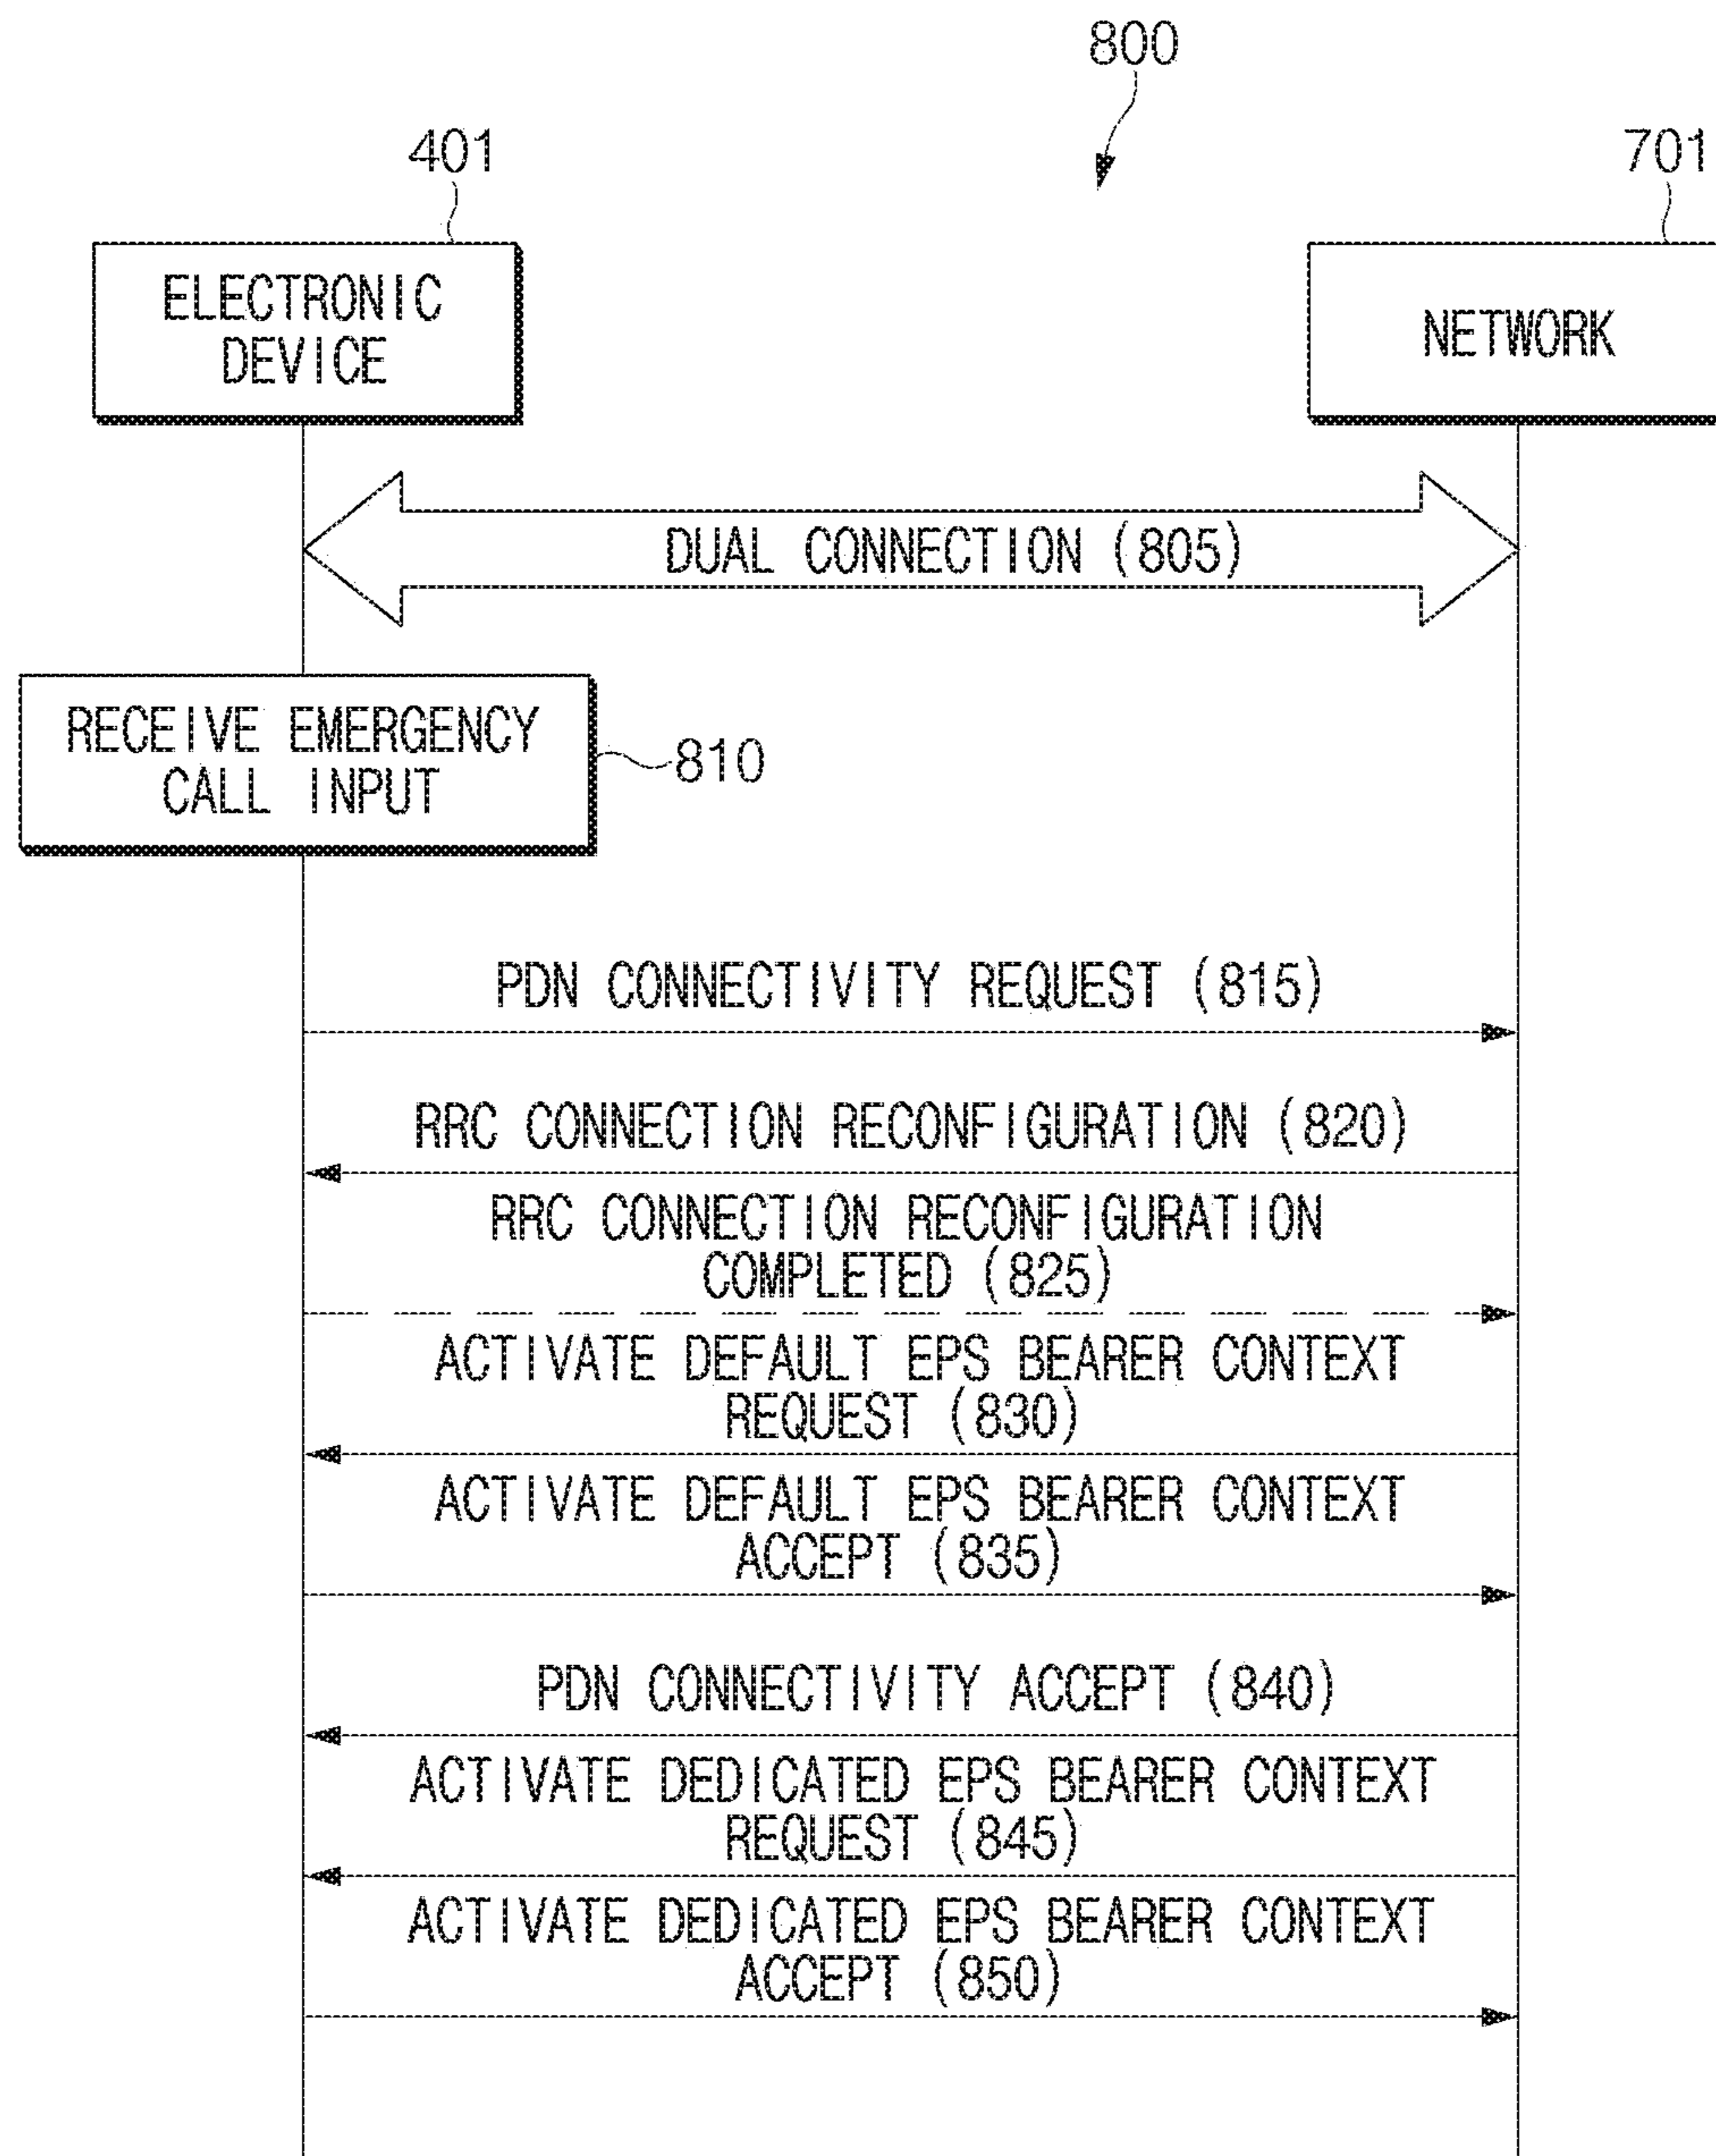 800
401
701
ELECTRONIC
DEVICE
NETWORK
DUAL CONNECTION (805)
RECEIVE EMERGENCY
CALL INPUT
810
PDN CONNECTIVITY REQUEST (815)
RRC CONNECTION RECONFIGURATION (820)
RRC CONNECTION RECONFIGURATION
COMPLETED (825)
ACTIVATE DEFAULT EPS BEARER CONTEXT
REQUEST (830)
ACTIVATE DEFAULT EPS BEARER CONTEXT
ACCEPT (835)
PDN CONNECTIVITY ACCEPT (840)
ACTIVATE DEDICATED EPS BEARER CONTEXT
REQUEST (845)
ACTIVATE DEDICATED EPS BEARER CONTEXT
ACCEPT (850)